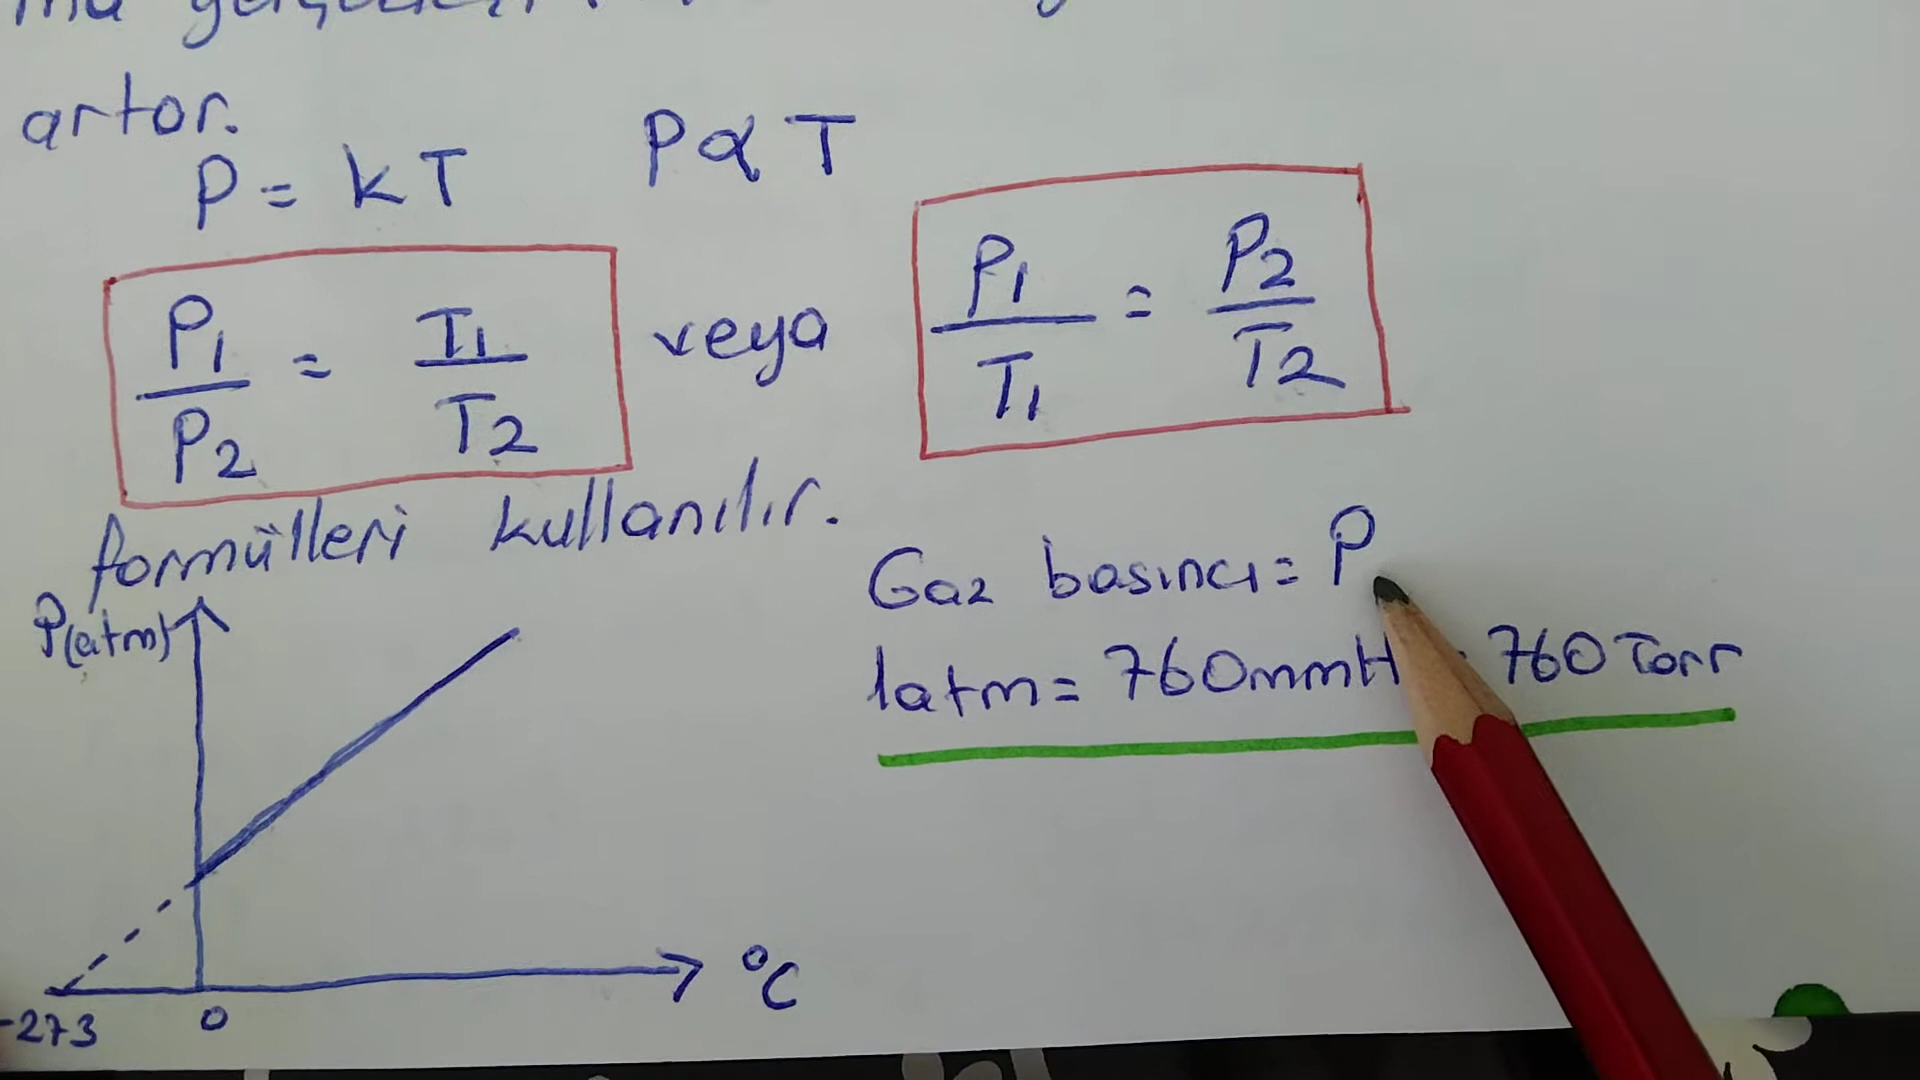 artar.
P = kT P α T
P1/P2 = T1/T2 veya P1/T1 = P2/T2
formülleri kullanılır.
Gaz basıncı = P
1atm = 760mmH 760 Torr
P(atm)
°C
-273 0